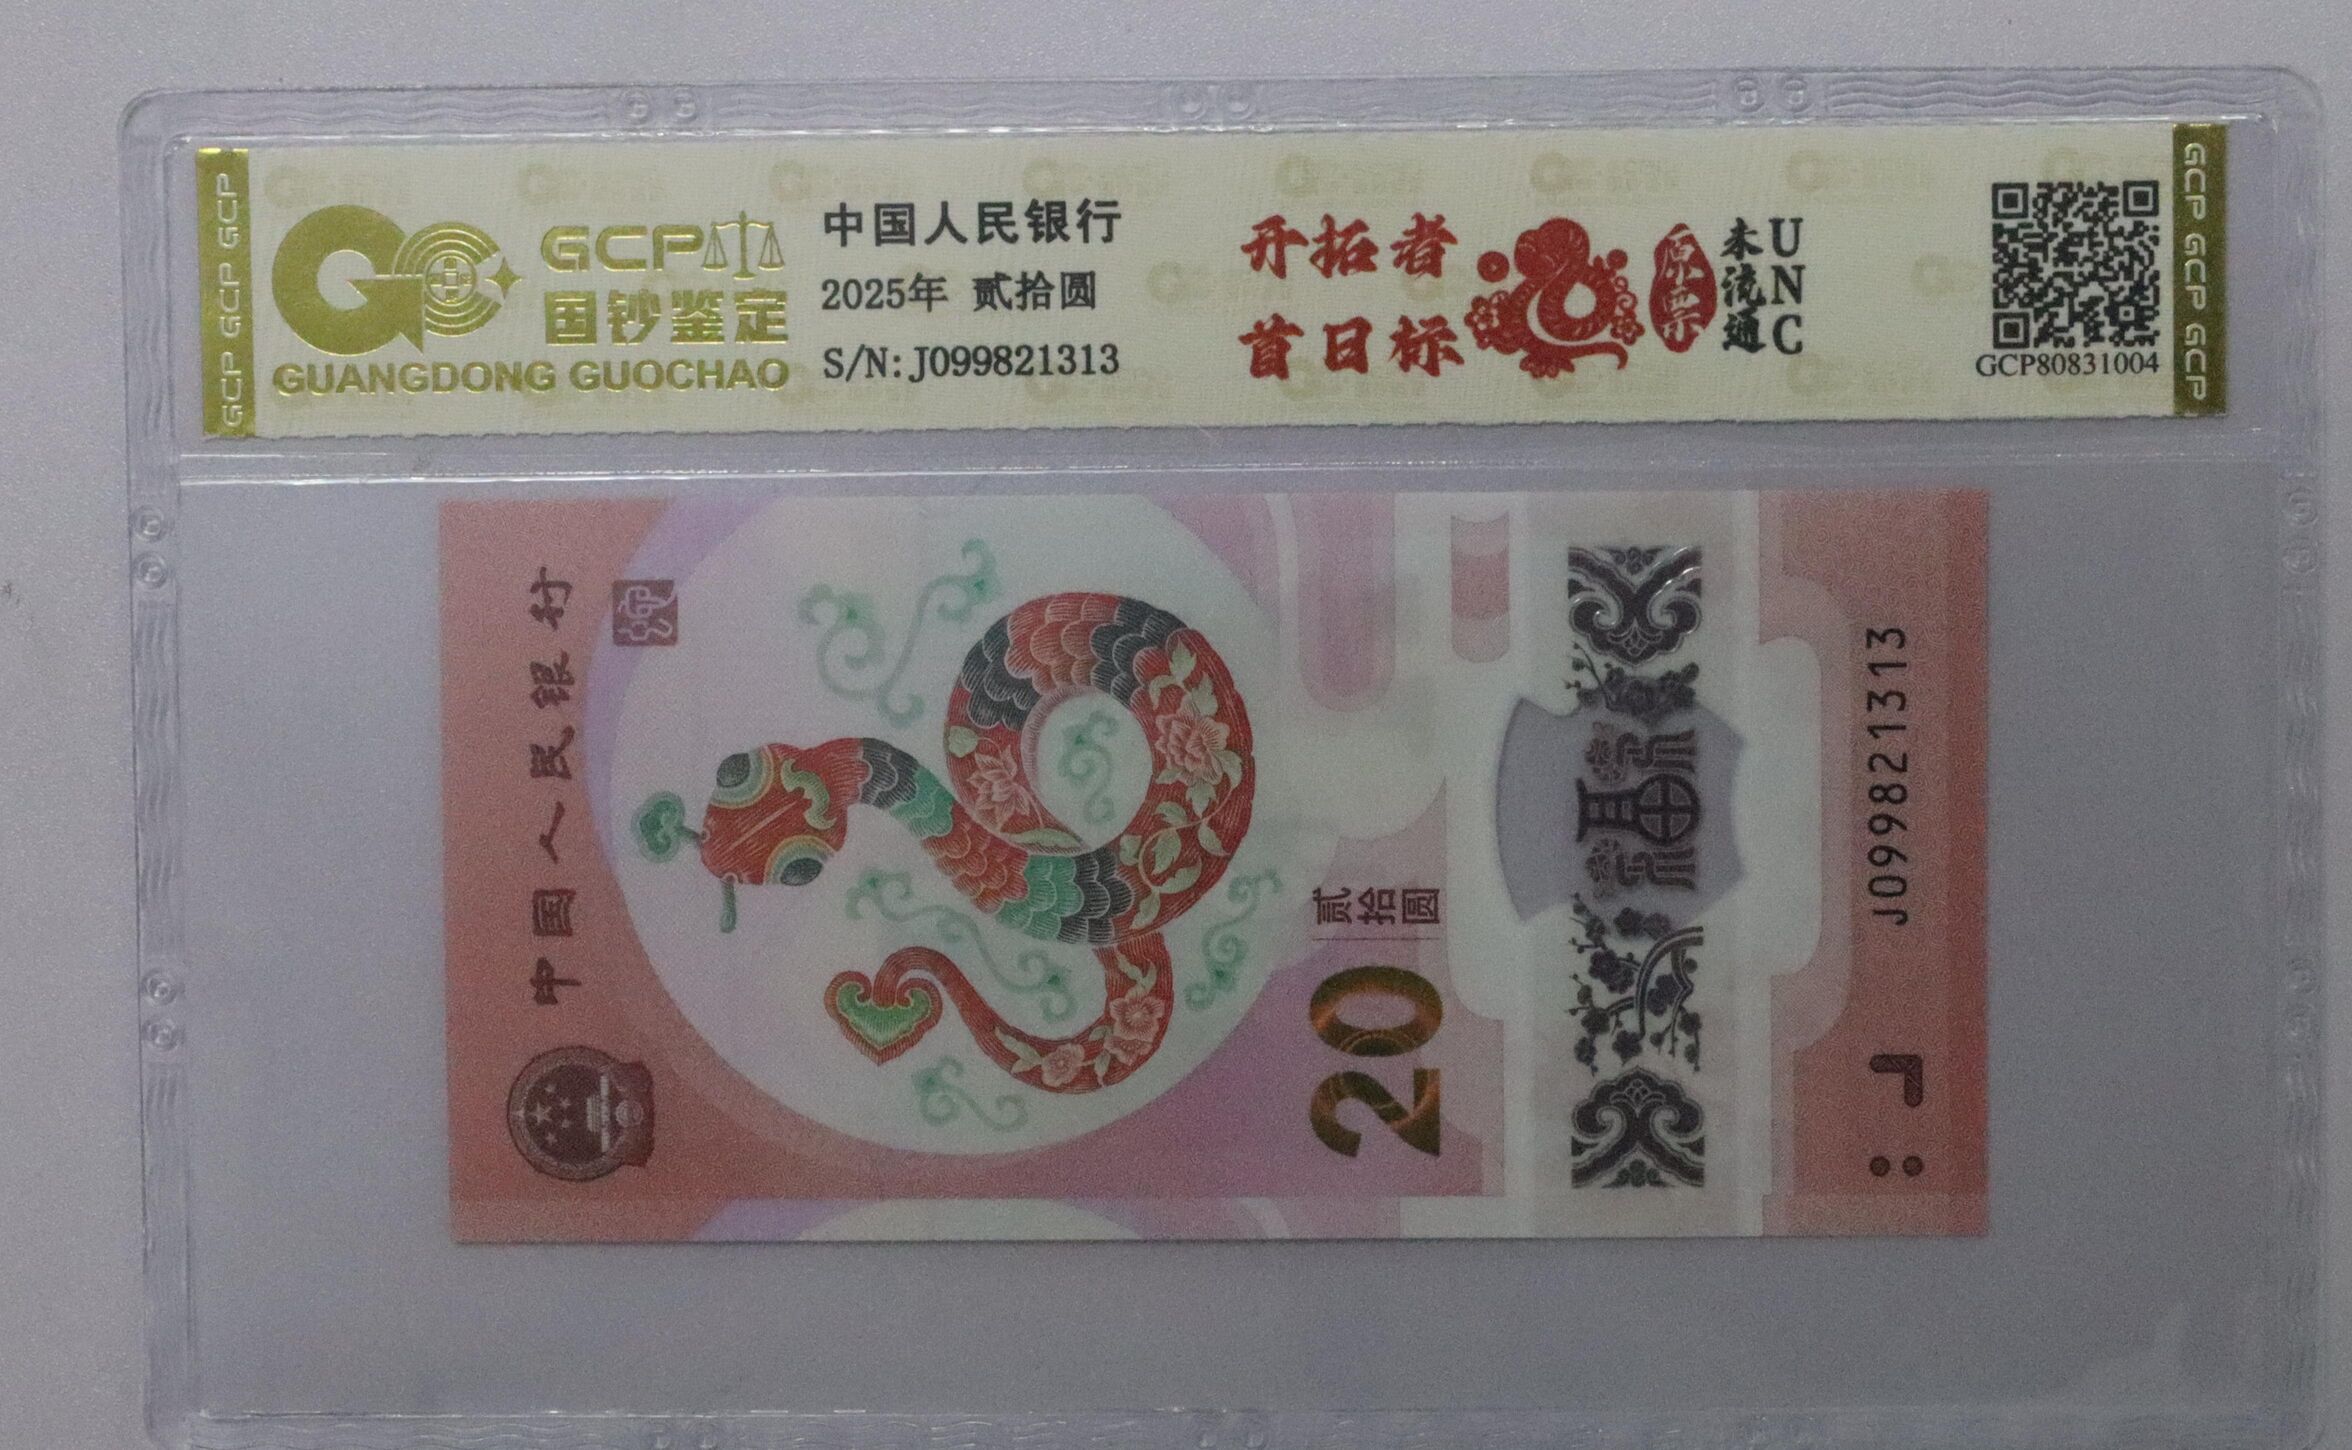 GCP GCP GCP
GCP
国钞鉴定
GUANGDONG GUOCHAO
中国人民银行
2025年 贰拾圆
S/N:J099821313
开拓者
首日标
原票
未流通
UNC
GCP80831004
GCP GCP GCP
中国人民银行
贰拾圆
20
福
J099821313